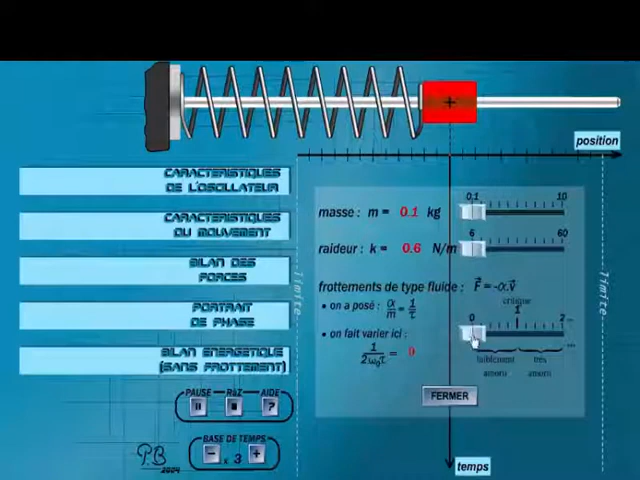 position
CARACTERISTIQUES
DE L'OSCILLATEUR
CARACTERISTIQUES
DU MOUVEMENT
BILAN DES
FORCES
PORTRAIT
DE PHASE
BILAN ENERGETIQUE
(SANS FROTTEMENT)
PAUSE RàZ AIDE
?
BASE DE TEMPS
- x 3 +
P.B
2004
limite
masse : m = 0.1 kg
0.1 10
raideur : k = 0.6 N/m
6 60
frottements de type fluide : F⃗ = -α.v⃗
• on a posé : α/m = 1/τ
critique
0 1 2 ...
• on fait varier ici :
1/2ω₀τ = 0
...
faiblement très
amorti amorti
FERMER
limite
temps